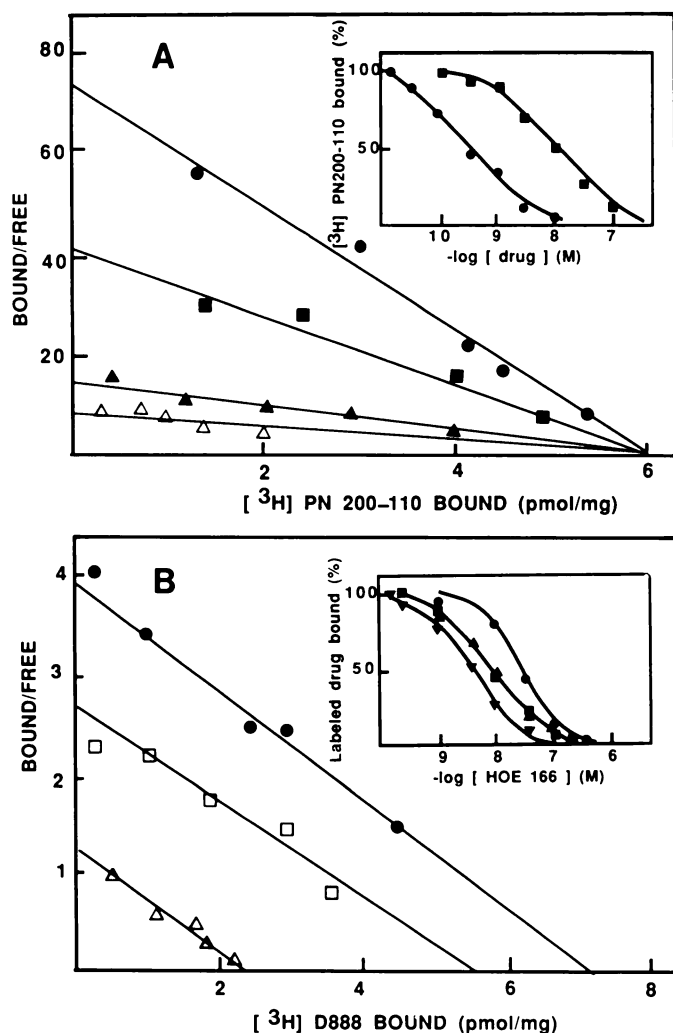 A
BOUND/FREE
80
60
40
20
2
4
6
[ ³H] PN 200-110 BOUND (pmol/mg)
[³H] PN200-110 bound (%)
100
50
10
9
8
7
-log [ drug ] (M)
B
BOUND/FREE
4
3
2
1
2
4
6
8
[ ³H] D888 BOUND (pmol/mg)
Labeled drug bound (%)
100
50
9
8
7
6
-log [ HOE 166 ] (M)